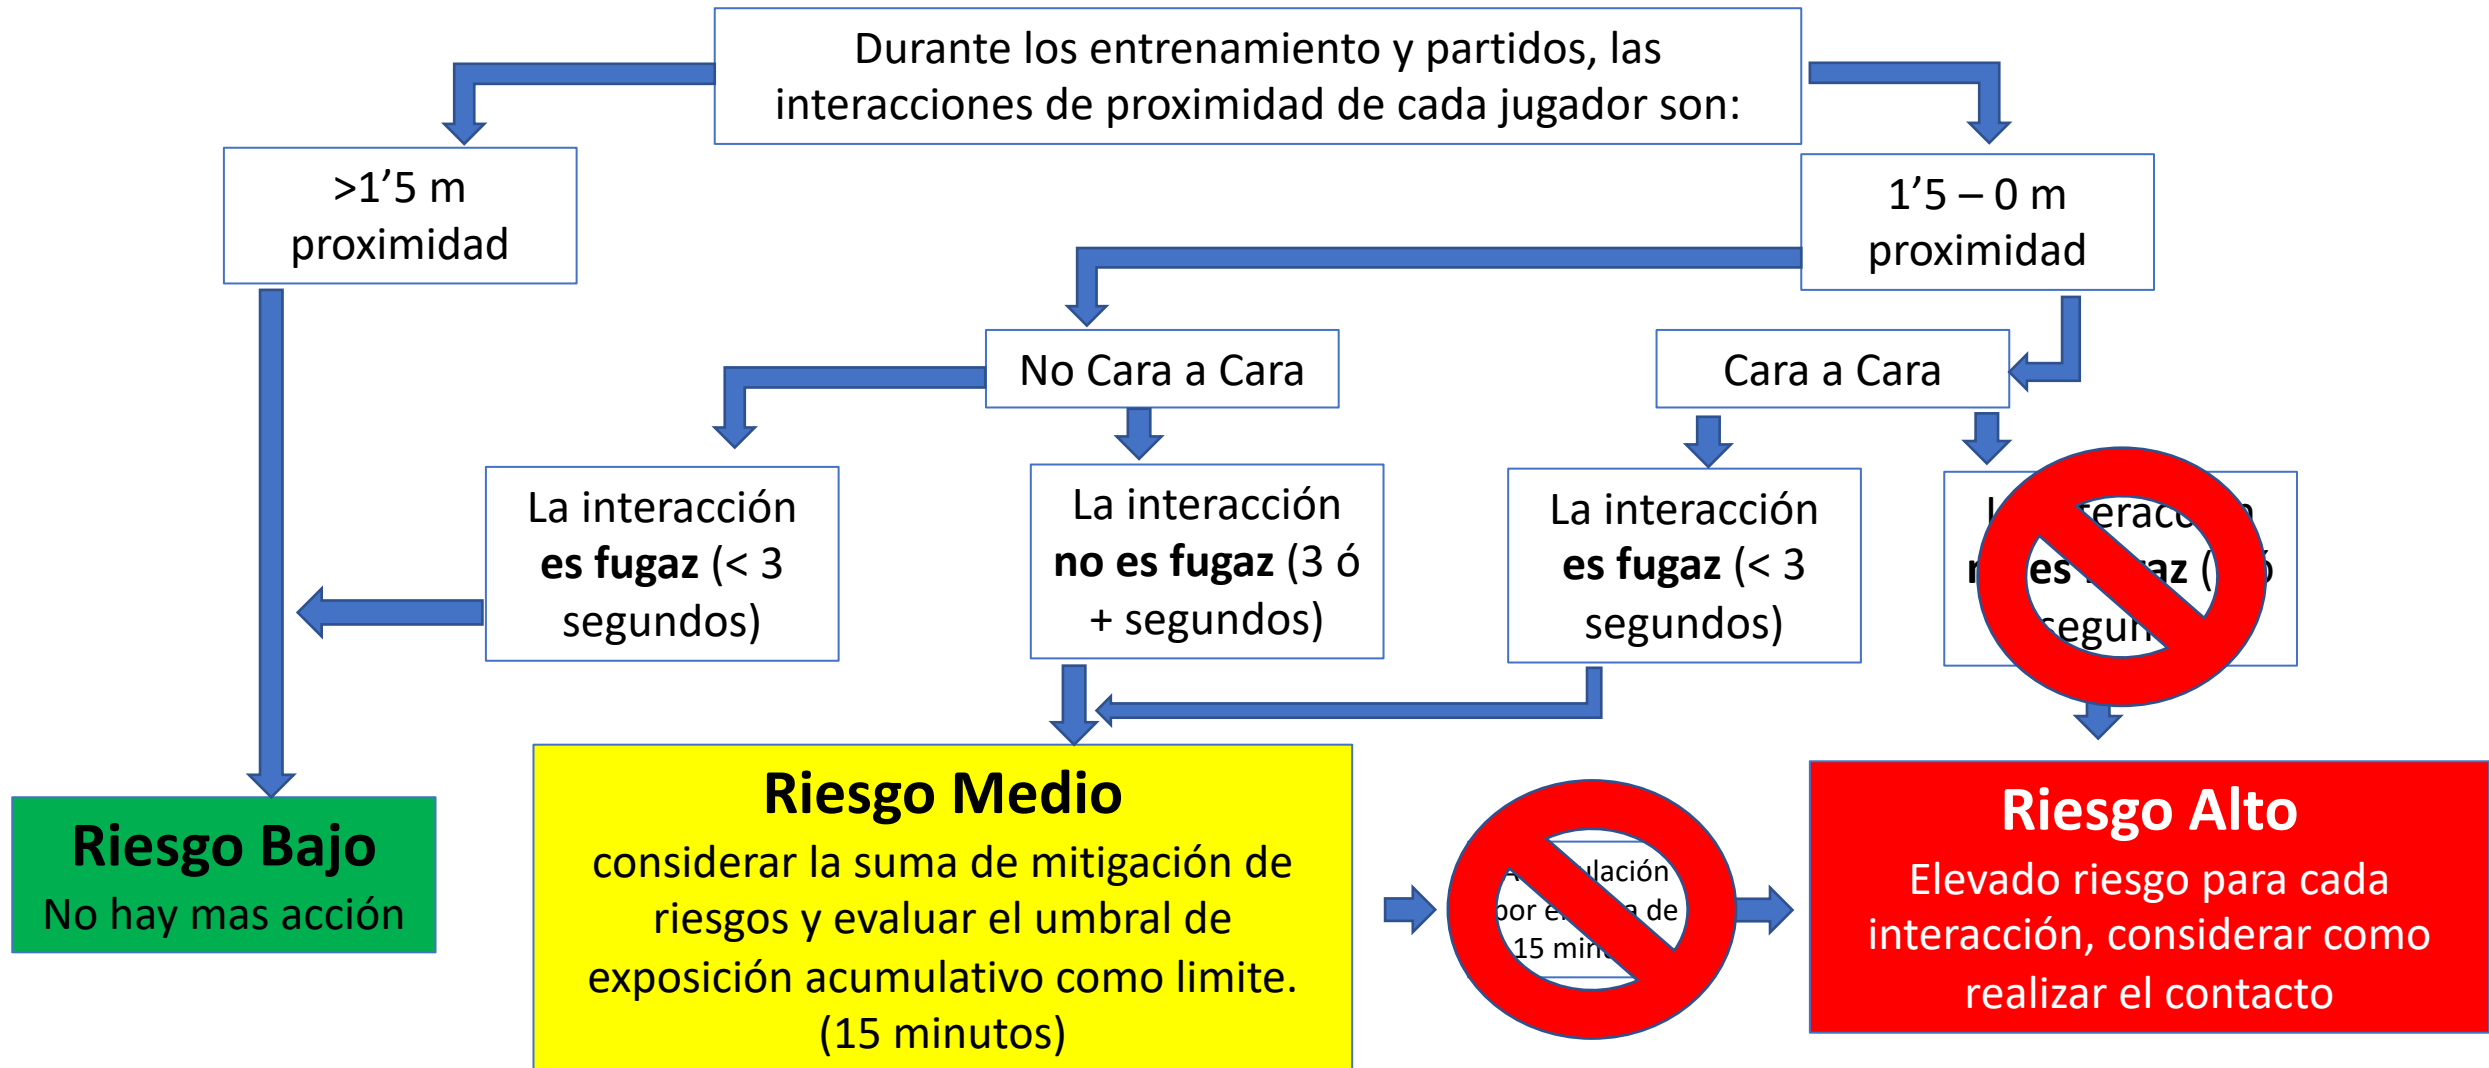 Durante los entrenamiento y partidos, las
interacciones de proximidad de cada jugador son:
>1’5 m
proximidad
1’5 – 0 m
proximidad
No Cara a Cara
Cara a Cara
La interacción
es fugaz (< 3
segundos)
La interacción
no es fugaz (3 ó
+ segundos)
La interacción
es fugaz (< 3
segundos)
es
ó
Riesgo Bajo
No hay mas acción
Riesgo Medio
considerar la suma de mitigación de
riesgos y evaluar el umbral de
exposición acumulativo como limite.
(15 minutos)
por
de
15
Riesgo Alto
Elevado riesgo para cada
interacción, considerar como
realizar el contacto